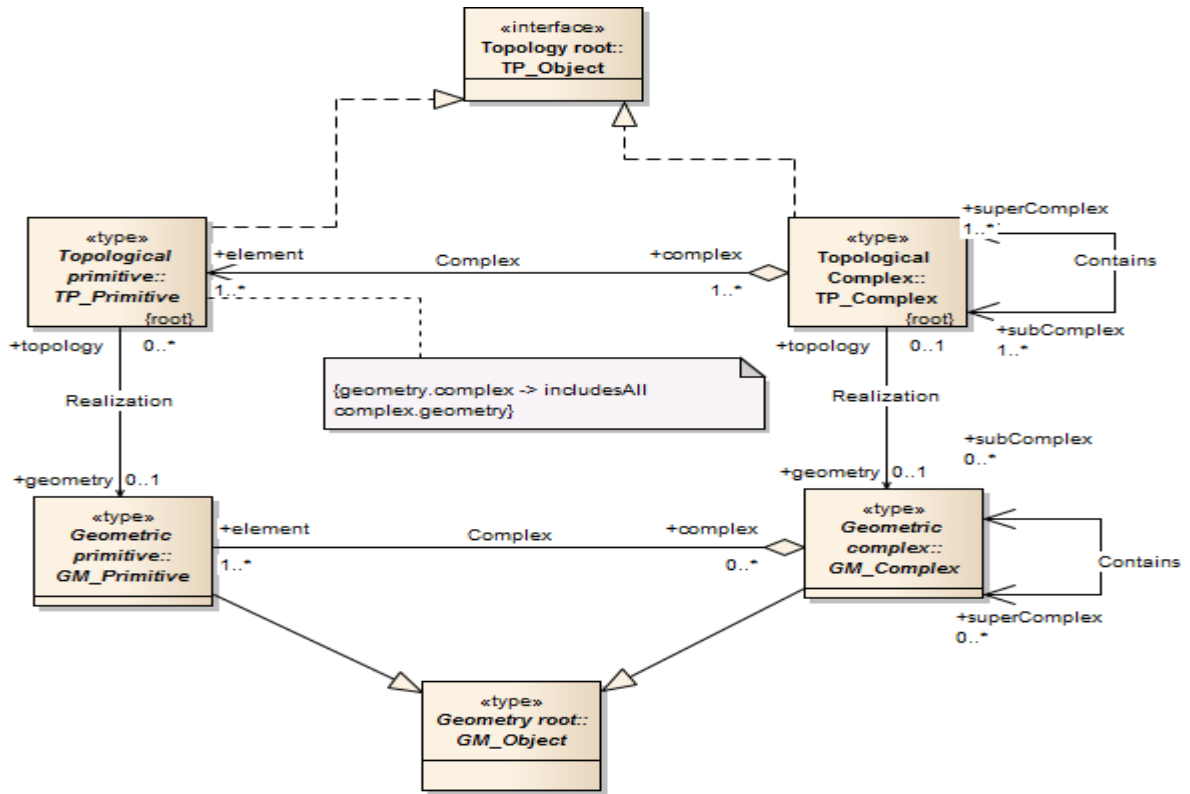 «interface»
Topology root::
TP_Object
«type»
Topological
primitive::
TP_Primitive
{root}
+element
1..*
Complex
+complex
1..*
«type»
Topological
Complex::
TP_Complex
{root}
+superComplex
1..*
Contains
+subComplex
1..*
+topology
0..*
Realization
+geometry
0..1
{geometry.complex -> includesAll
complex.geometry}
+topology
0..1
Realization
+geometry
0..1
+subComplex
0..*
«type»
Geometric
primitive::
GM_Primitive
+element
1..*
Complex
+complex
0..*
«type»
Geometric
complex::
GM_Complex
Contains
+superComplex
0..*
«type»
Geometry root::
GM_Object